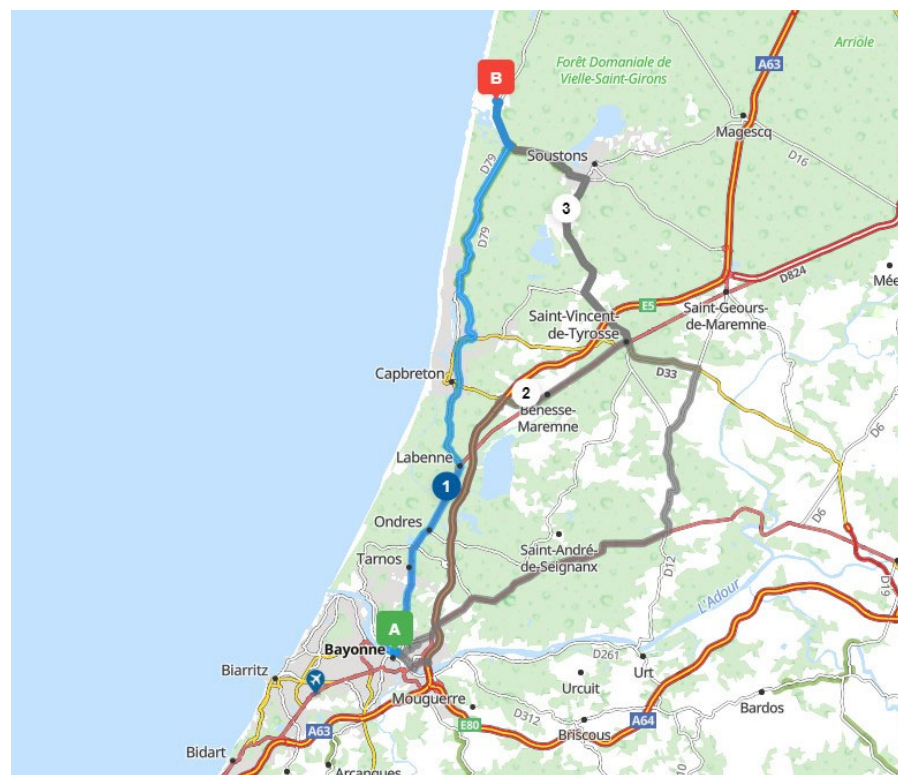 B
Forêt Domaniale de
Vielle-Saint-Girons
Arriole
A63
Magescq
D16
Soustons
D79
3
D79
D824
Mée
E5
Saint-Geours-
de-Maremne
Saint-Vincent-
de-Tyrosse
Capbreton
D33
2
Bénesse-
Maremne
D6
Labenne
1
D6
Ondres
Saint-André-
de-Seignanx
Tarnos
D12
D19
L'Adour
A
Bayonne
D261
Urt
Biarritz
Urcuit
Mouguerre
Bardos
D312
A64
E80
Briscous
A63
Bidart
Arcangues